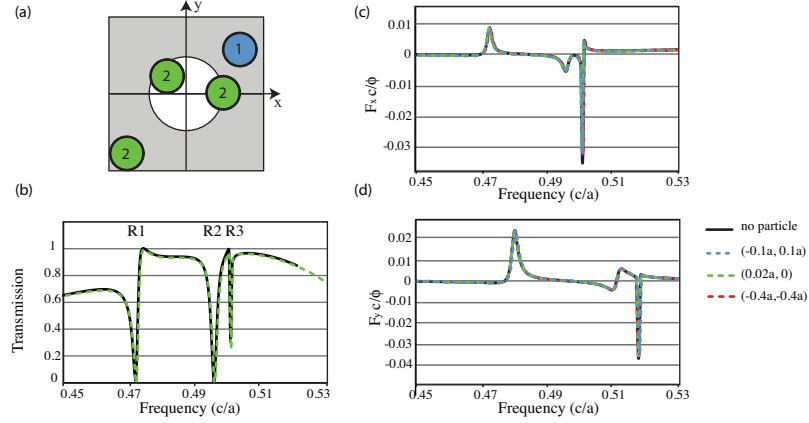 (a)
y
1
2
2
x
2
(b)
R1
R2
R3
Transmission
1
0.8
0.6
0.4
0.2
0
0.45
0.47
0.49
0.51
0.53
Frequency (c/a)
(c)
Fx c/ϕ
0.01
0
-0.01
-0.02
-0.03
0.45
0.47
0.49
0.51
0.53
Frequency (c/a)
(d)
Fy c/ϕ
0.02
0.01
0
-0.01
-0.02
-0.03
-0.04
0.45
0.47
0.49
0.51
0.53
Frequency (c/a)
no particle
(-0.1a, 0.1a)
(0.02a, 0)
(-0.4a,-0.4a)